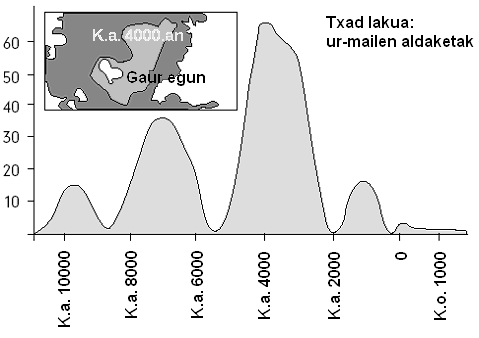 Txad lakua:
ur-mailen aldaketak
K.a. 4000.an
Gaur egun
60
50
40
30
20
10
K.a. 10000
K.a. 8000
K.a. 6000
K.a. 4000
K.a. 2000
0
K.o. 1000